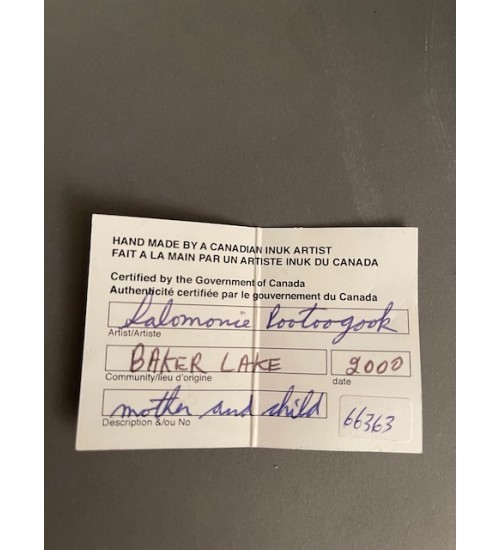 HAND MADE BY A CANADIAN INUK ARTIST
FAIT A LA MAIN PAR UN ARTISTE INUK DU CANADA
Certified by the Government of Canada
Authenticité certifiée par le gouvernement du Canada
Salomonie Pootoogook
Artist/Artiste
BAKER LAKE 2000
Community/lieu d'origine date
mother and child 66363
Description &/ou No